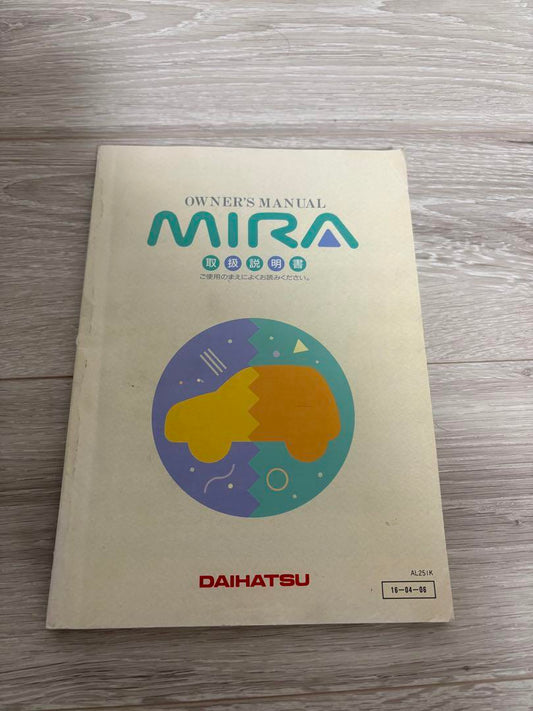 OWNER'S MANUAL
MIRA
取扱説明書
ご使用のまえによくお読みください。
DAIHATSU
AL25IK
16-04-06